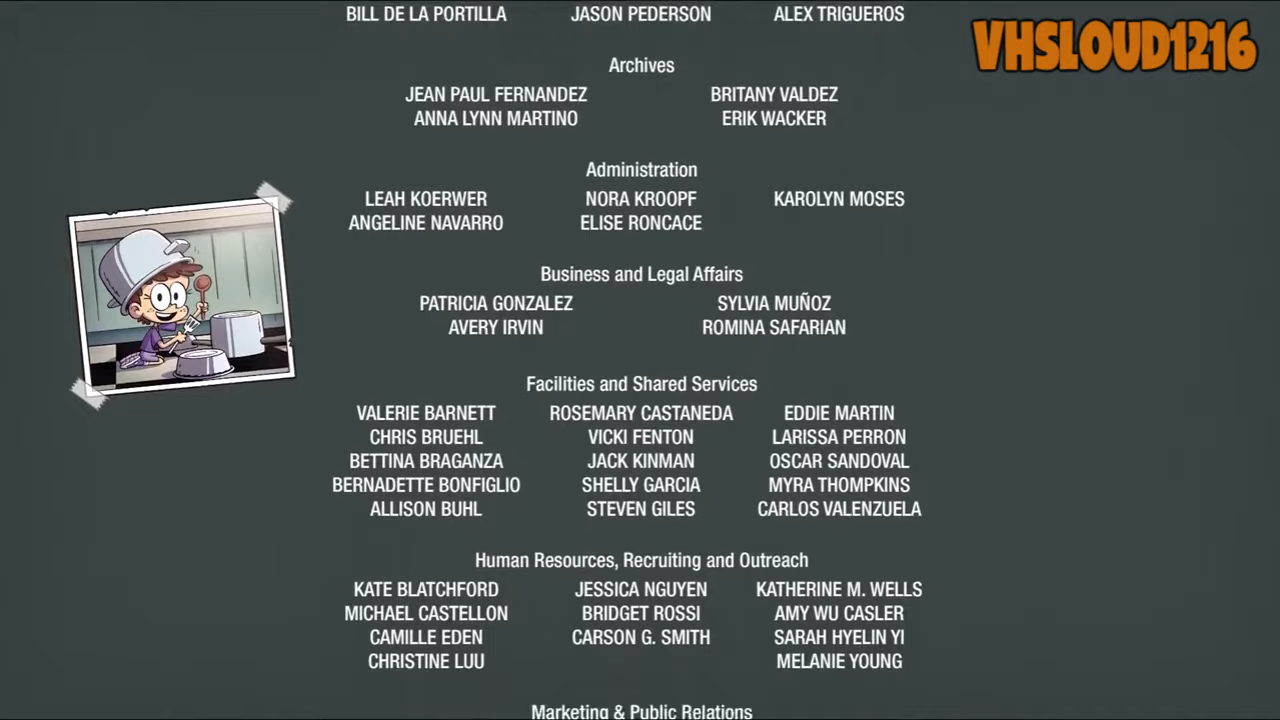 BILL DE LA PORTILLA JASON PEDERSON ALEX TRIGUEROS
VHSLOUD1216
Archives
JEAN PAUL FERNANDEZ BRITANY VALDEZ
ANNA LYNN MARTINO ERIK WACKER
Administration
LEAH KOERWER NORA KROOPF KAROLYN MOSES
ANGELINE NAVARRO ELISE RONCACE
Business and Legal Affairs
PATRICIA GONZALEZ SYLVIA MUÑOZ
AVERY IRVIN ROMINA SAFARIAN
Facilities and Shared Services
VALERIE BARNETT ROSEMARY CASTANEDA EDDIE MARTIN
CHRIS BRUEHL VICKI FENTON LARISSA PERRON
BETTINA BRAGANZA JACK KINMAN OSCAR SANDOVAL
BERNADETTE BONFIGLIO SHELLY GARCIA MYRA THOMPKINS
ALLISON BUHL STEVEN GILES CARLOS VALENZUELA
Human Resources, Recruiting and Outreach
KATE BLATCHFORD JESSICA NGUYEN KATHERINE M. WELLS
MICHAEL CASTELLON BRIDGET ROSSI AMY WU CASLER
CAMILLE EDEN CARSON G. SMITH SARAH HYELIN YI
CHRISTINE LUU MELANIE YOUNG
Marketing & Public Relations